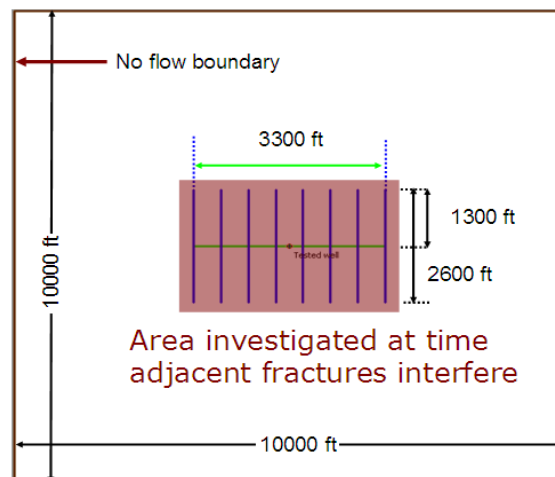 No flow boundary
3300 ft
1300 ft
Tested well
2600 ft
10000 ft
Area investigated at time
adjacent fractures interfere
10000 ft